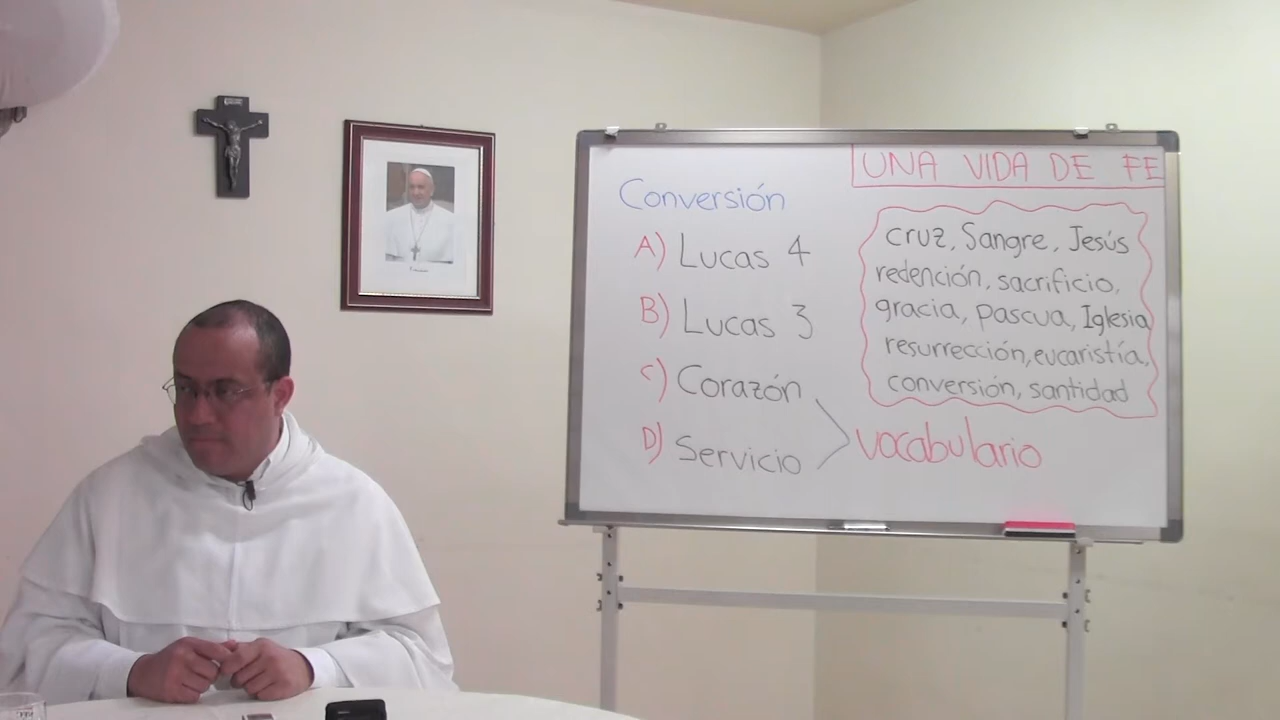 UNA VIDA DE FE
Conversión
A) Lucas 4
B) Lucas 3
C) Corazón
D) Servicio
vocabulario
cruz, Sangre, Jesús
redención, sacrificio,
gracia, pascua, Iglesia
resurrección, eucaristía,
conversión, santidad